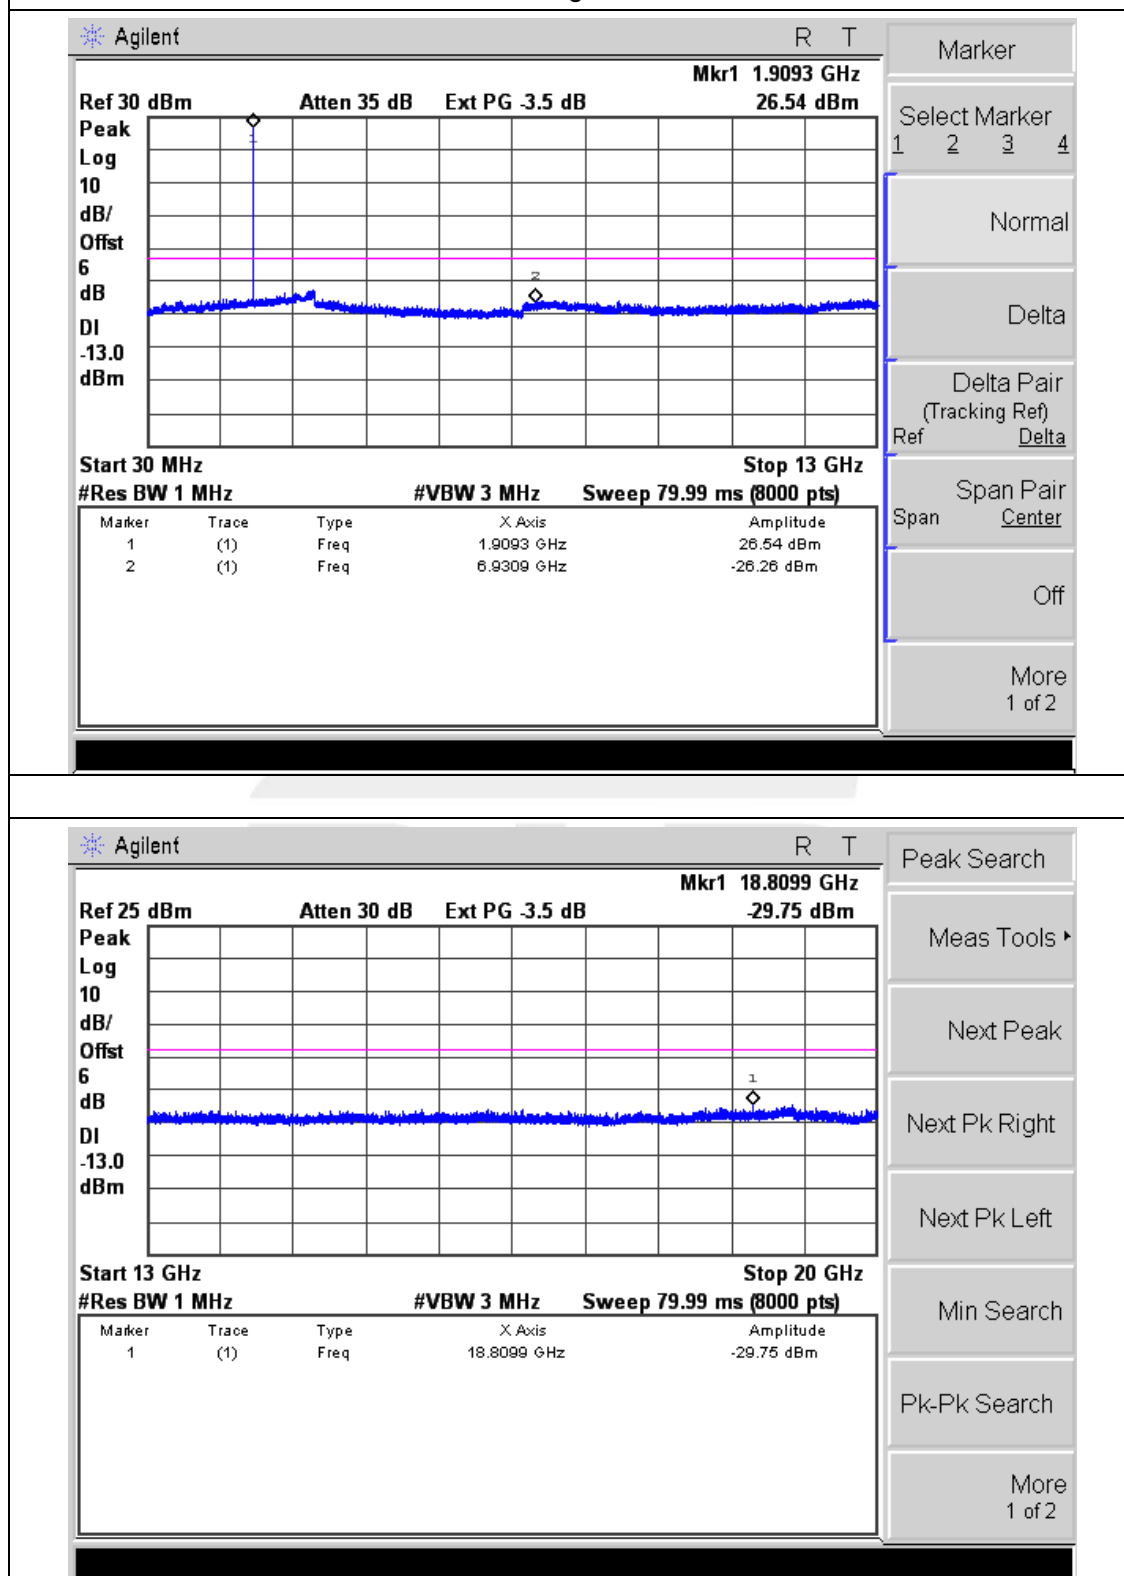 Agilent R T
Mkr1 1.9093 GHz
Ref 30 dBm Atten 35 dB Ext PG -3.5 dB 26.54 dBm
Peak
Log
10
dB/
Offst
6
dB
DI
-13.0
dBm
1
2
Start 30 MHz Stop 13 GHz
#Res BW 1 MHz #VBW 3 MHz Sweep 79.99 ms (8000 pts)
Marker Trace Type X Axis Amplitude
1 (1) Freq 1.9093 GHz 26.54 dBm
2 (1) Freq 6.9309 GHz -26.26 dBm
Marker
Select Marker
1 2 3 4
Normal
Delta
Delta Pair
(Tracking Ref)
Ref Delta
Span Pair
Span Center
Off
More
1 of 2
Agilent R T
Mkr1 18.8099 GHz
Ref 25 dBm Atten 30 dB Ext PG -3.5 dB -29.75 dBm
Peak
Log
10
dB/
Offst
6
dB
DI
-13.0
dBm
1
Start 13 GHz Stop 20 GHz
#Res BW 1 MHz #VBW 3 MHz Sweep 79.99 ms (8000 pts)
Marker Trace Type X Axis Amplitude
1 (1) Freq 18.8099 GHz -29.75 dBm
Peak Search
Meas Tools
Next Peak
Next Pk Right
Next Pk Left
Min Search
Pk-Pk Search
More
1 of 2